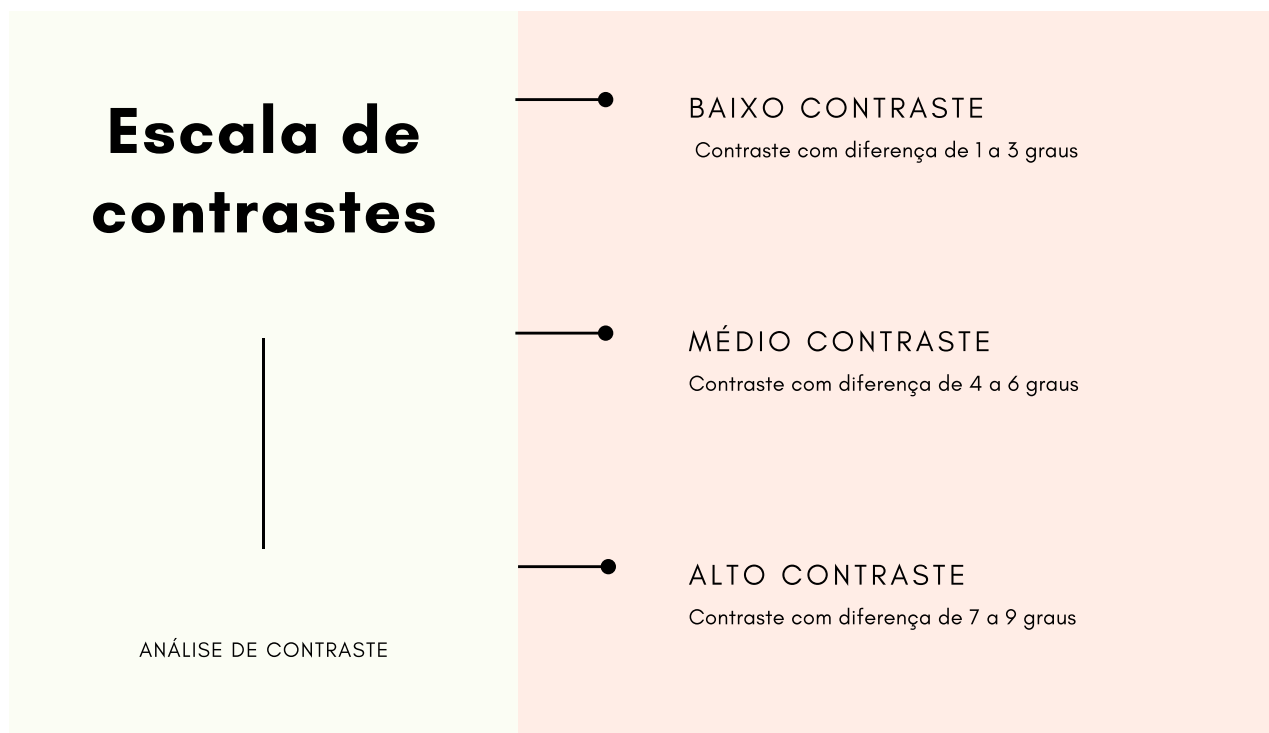 Escala de
contrastes
ANÁLISE DE CONTRASTE
BAIXO CONTRASTE
Contraste com diferença de 1 a 3 graus
MÉDIO CONTRASTE
Contraste com diferença de 4 a 6 graus
ALTO CONTRASTE
Contraste com diferença de 7 a 9 graus